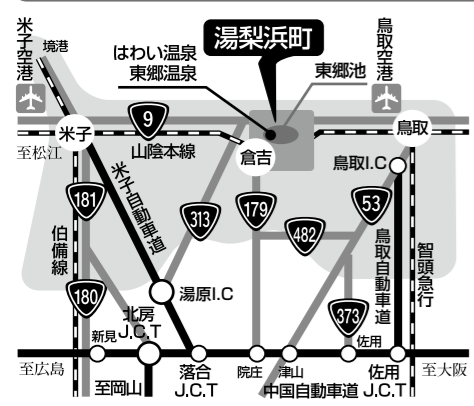 米子空港
境港
はわい温泉
東郷温泉
湯梨浜町
東郷池
鳥取空港
9
米子
山陰本線
倉吉
鳥取
至松江
鳥取I.C
米子自動車道
181
313
179
482
53
伯備線
鳥取自動車道
智頭急行
180
湯原I.C
373
北房
J.C.T
新見
佐用
至広島
至岡山
落合
J.C.T
院庄
津山
中国自動車道
佐用
J.C.T
至大阪